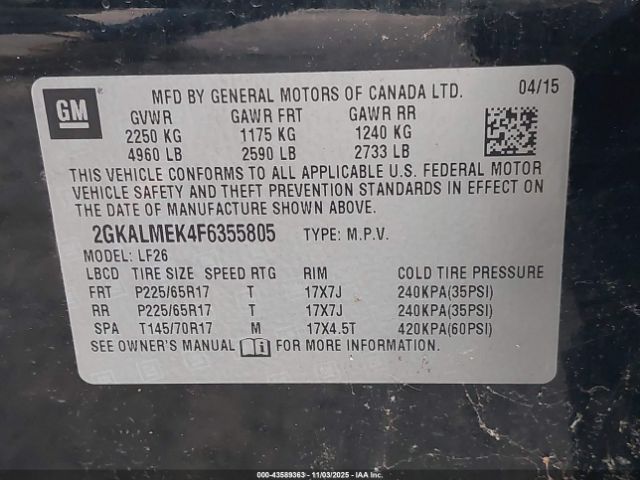 GM
MFD BY GENERAL MOTORS OF CANADA LTD. 04/15
GVWR GAWR FRT GAWR RR
2250 KG 1175 KG 1240 KG
4960 LB 2590 LB 2733 LB
THIS VEHICLE CONFORMS TO ALL APPLICABLE U.S. FEDERAL MOTOR
VEHICLE SAFETY AND THEFT PREVENTION STANDARDS IN EFFECT ON
THE DATE OF MANUFACTURE SHOWN ABOVE.
2GKALMEK4F6355805 TYPE: M.P.V.
MODEL: LF26
LBCD TIRE SIZE SPEED RTG RIM COLD TIRE PRESSURE
FRT P225/65R17 T 17X7J 240KPA(35PSI)
RR P225/65R17 T 17X7J 240KPA(35PSI)
SPA T145/70R17 M 17X4.5T 420KPA(60PSI)
SEE OWNER'S MANUAL FOR MORE INFORMATION.
000-43589363 - 11/03/2025 - IAAI.COM